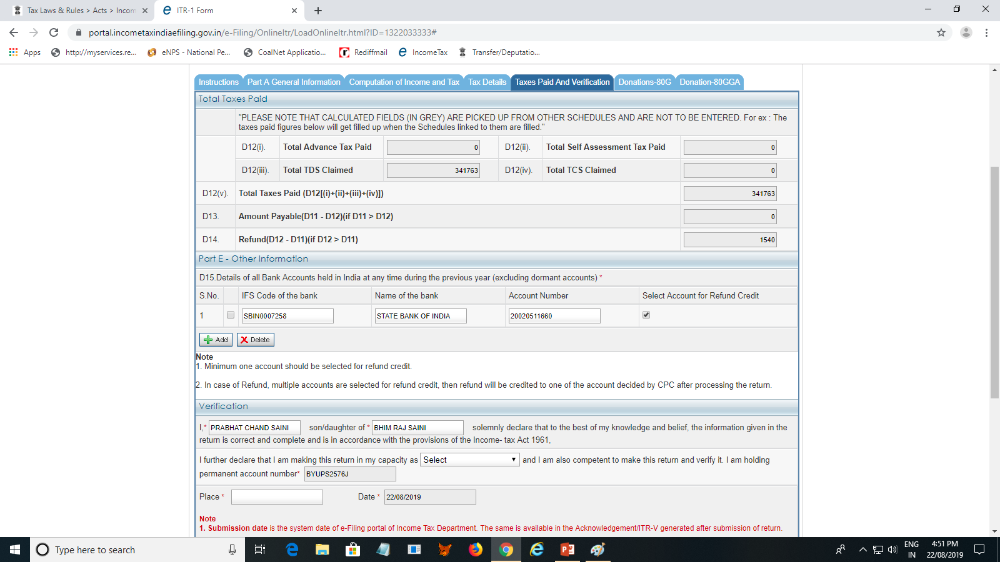 Tax Laws & Rules > Acts > Incom
ITR-1 Form
portal.incometaxindiaefiling.gov.in/e-Filing/OnlineItr/LoadOnlineItr.html?ID=1322033333#
Apps
http://myservices.re...
eNPS - National Pe...
CoalNet Applicatio...
Rediffmail
IncomeTax
Transfer/Deputatio...
Instructions
Part A General Information
Computation of Income and Tax
Tax Details
Taxes Paid And Verification
Donations-80G
Donation-80GGA
Total Taxes Paid
"PLEASE NOTE THAT CALCULATED FIELDS (IN GREY) ARE PICKED UP FROM OTHER SCHEDULES AND ARE NOT TO BE ENTERED. For ex : The
taxes paid figures below will get filled up when the Schedules linked to them are filled."
D12(i). Total Advance Tax Paid 0 D12(ii). Total Self Assessment Tax Paid 0
D12(iii). Total TDS Claimed 341763 D12(iv). Total TCS Claimed 0
D12(v). Total Taxes Paid (D12[(i)+(ii)+(iii)+(iv)]) 341763
D13. Amount Payable(D11 - D12)(if D11 > D12) 0
D14. Refund(D12 - D11)(if D12 > D11) 1540
Part E - Other Information
D15.Details of all Bank Accounts held in India at any time during the previous year (excluding dormant accounts) *
S.No. IFS Code of the bank Name of the bank Account Number Select Account for Refund Credit
1 SBIN0007258 STATE BANK OF INDIA 20020511660
Add Delete
Note
1. Minimum one account should be selected for refund credit.
2. In case of Refund, multiple accounts are selected for refund credit, then refund will be credited to one of the account decided by CPC after processing the return.
Verification
I,* PRABHAT CHAND SAINI son/daughter of * BHIM RAJ SAINI solemnly declare that to the best of my knowledge and belief, the information given in the
return is correct and complete and is in accordance with the provisions of the Income- tax Act 1961,
I further declare that I am making this return in my capacity as Select and I am also competent to make this return and verify it. I am holding
permanent account number* BYUPS2576J
Place * Date * 22/08/2019
Note
1. Submission date is the system date of e-Filing portal of Income Tax Department. The same is available in the Acknowledgement/ITR-V generated after submission of return.
Type here to search
ENG
IN
4:51 PM
22/08/2019